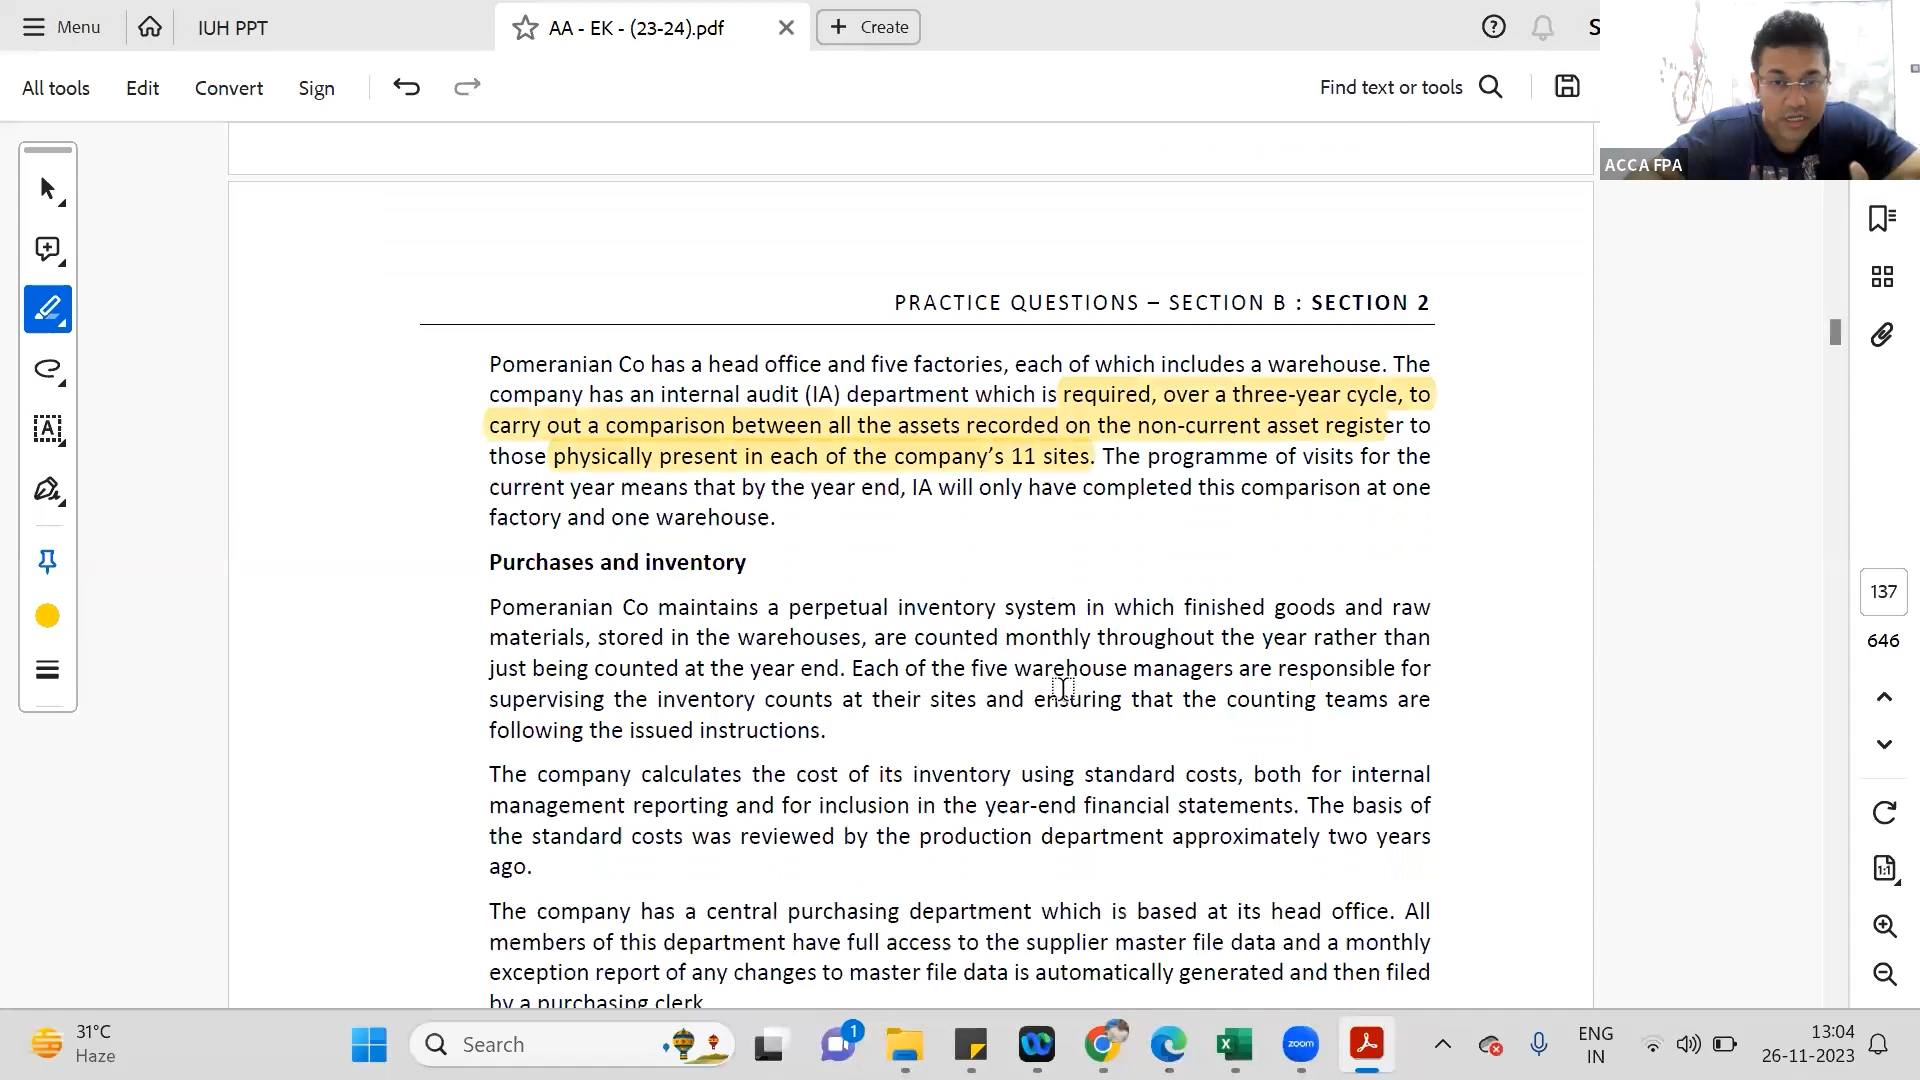 Menu
IUH PPT
AA - EK - (23-24).pdf
Create
S
All tools
Edit
Convert
Sign
Find text or tools
ACCA FPA
PRACTICE QUESTIONS – SECTION B : SECTION 2
Pomeranian Co has a head office and five factories, each of which includes a warehouse. The
company has an internal audit (IA) department which is required, over a three-year cycle, to
carry out a comparison between all the assets recorded on the non-current asset register to
those physically present in each of the company's 11 sites. The programme of visits for the
current year means that by the year end, IA will only have completed this comparison at one
factory and one warehouse.
Purchases and inventory
Pomeranian Co maintains a perpetual inventory system in which finished goods and raw
materials, stored in the warehouses, are counted monthly throughout the year rather than
just being counted at the year end. Each of the five warehouse managers are responsible for
supervising the inventory counts at their sites and ensuring that the counting teams are
following the issued instructions.
The company calculates the cost of its inventory using standard costs, both for internal
management reporting and for inclusion in the year-end financial statements. The basis of
the standard costs was reviewed by the production department approximately two years
ago.
The company has a central purchasing department which is based at its head office. All
members of this department have full access to the supplier master file data and a monthly
exception report of any changes to master file data is automatically generated and then filed
by a purchasing clerk
137
646
1:1
31°C
Haze
Search
1
zoom
ENG
IN
13:04
26-11-2023